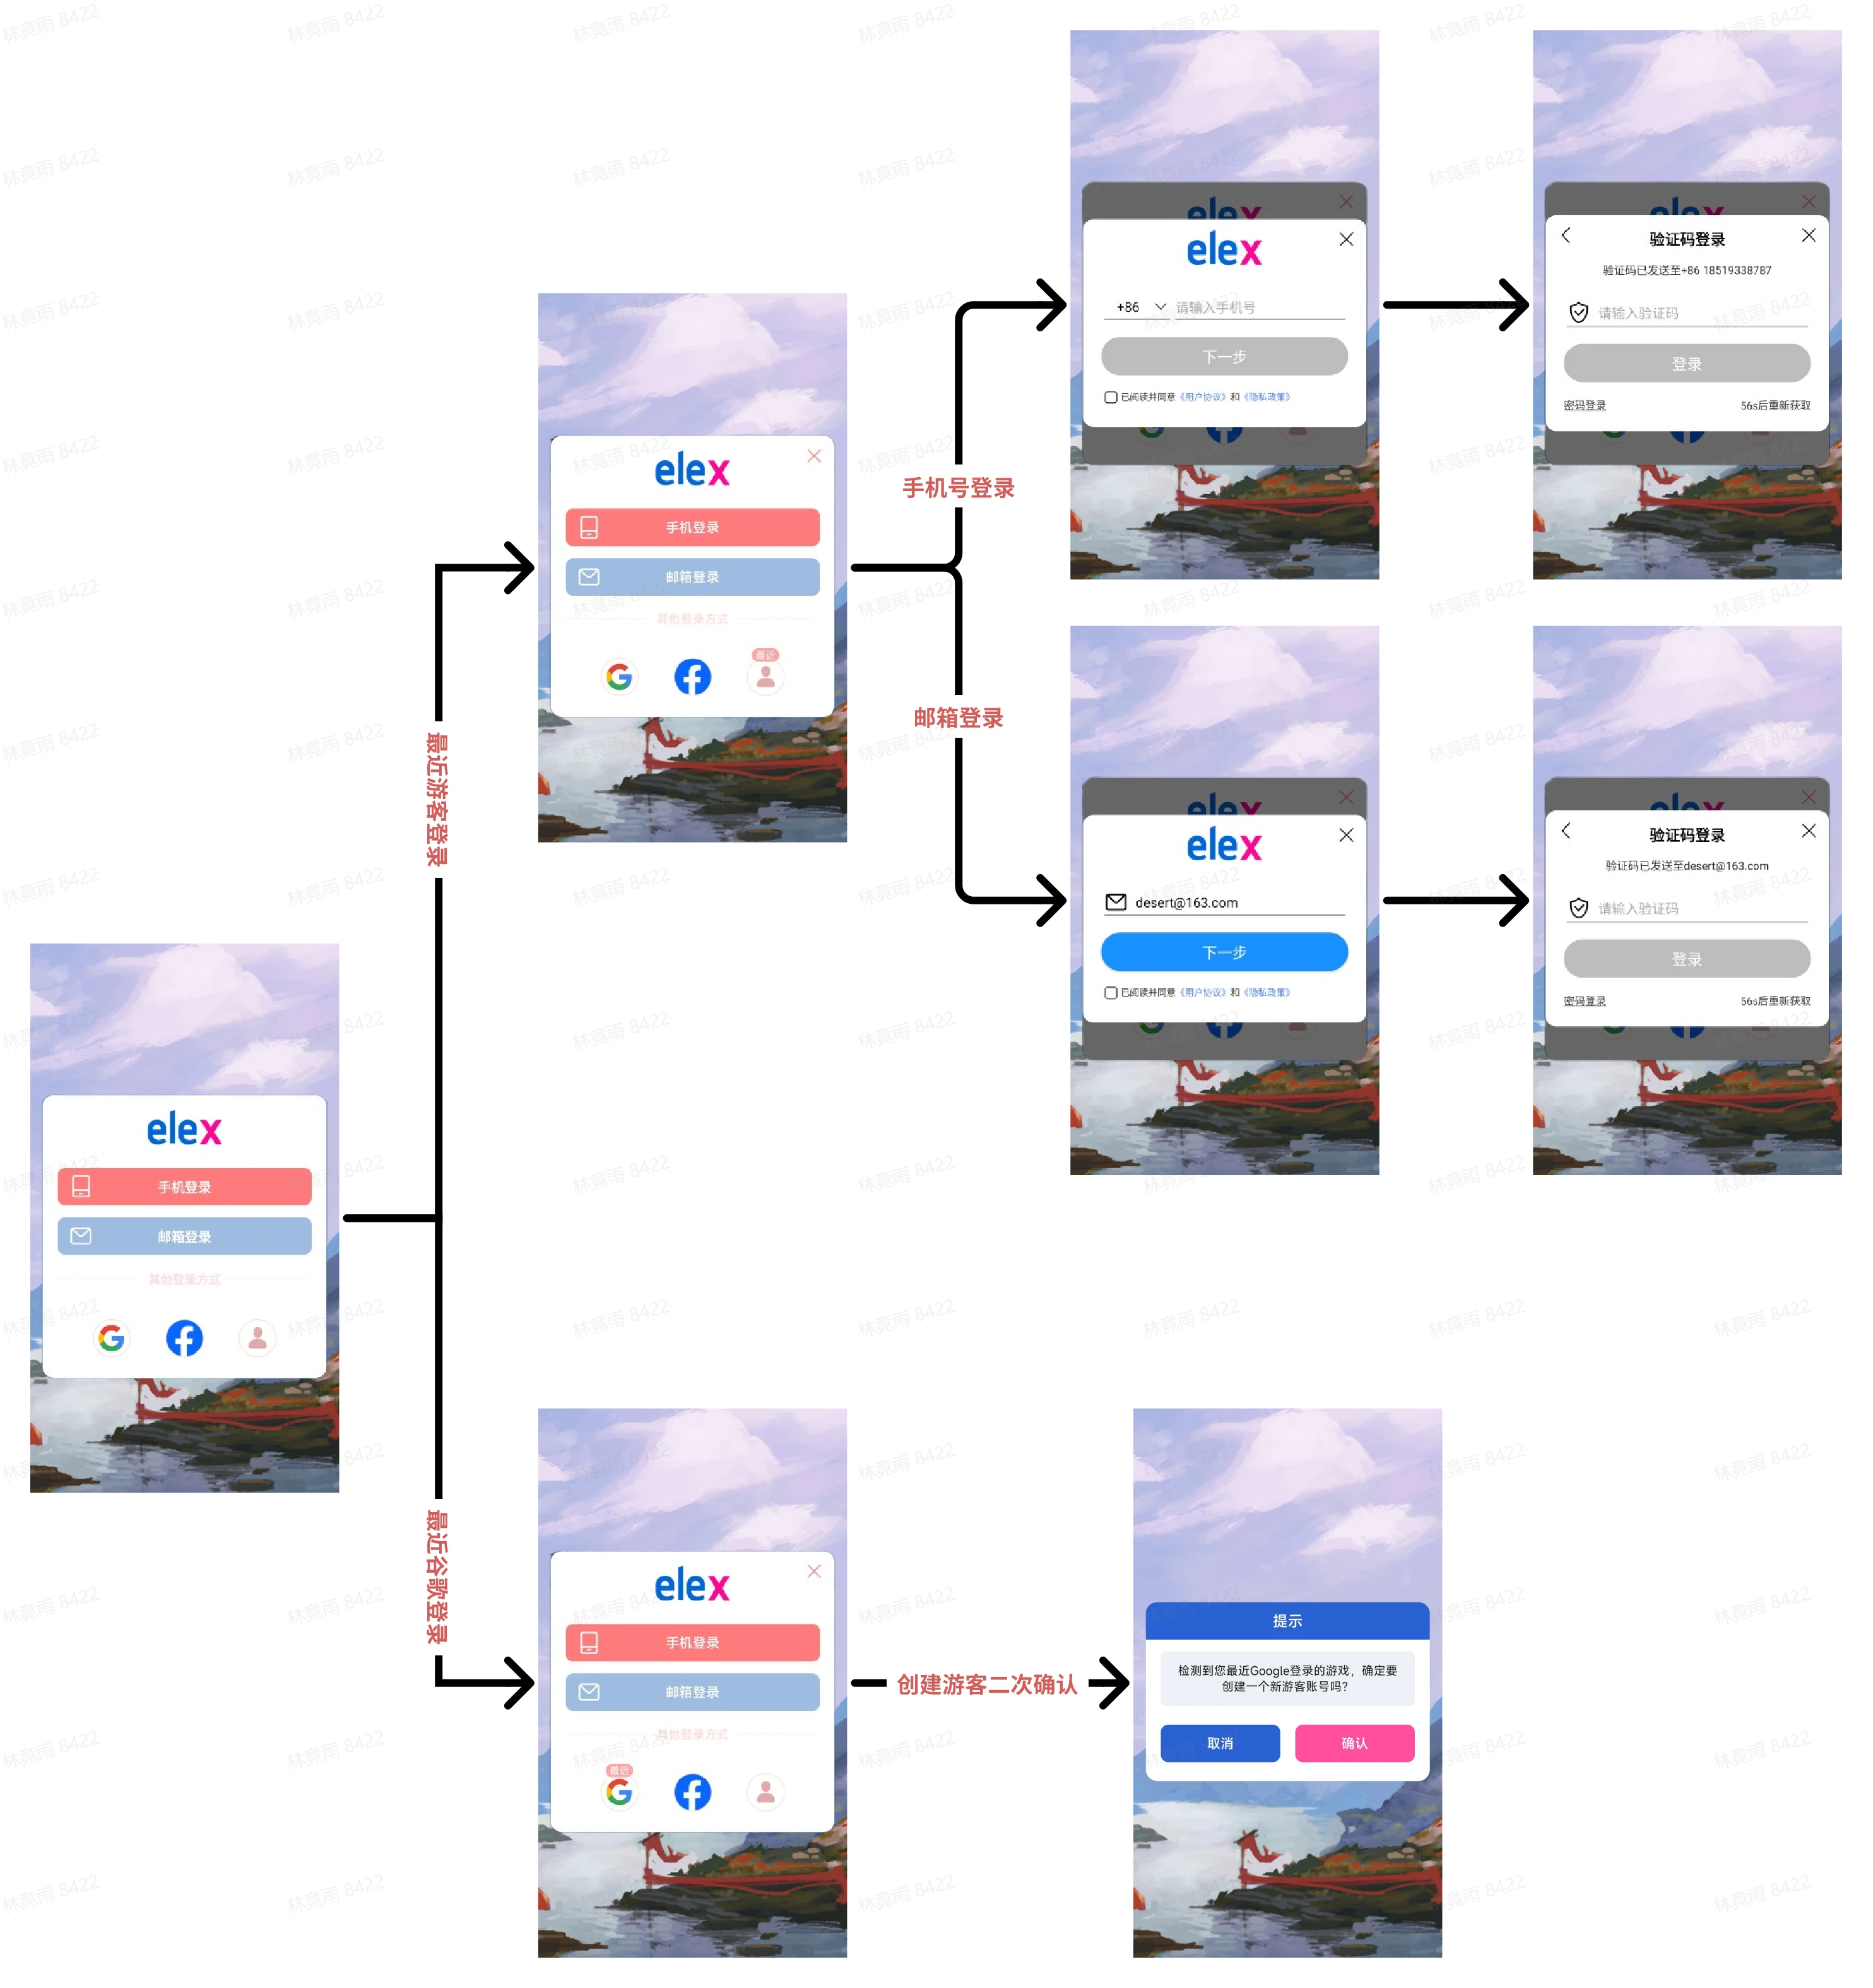 elex
手机登录
邮箱登录
其他登录方式
最近游客登录
最近谷歌登录
elex
手机登录
邮箱登录
其他登录方式
最近
手机号登录
邮箱登录
elex
elex
+86 请输入手机号
下一步
已阅读并同意《用户协议》和《隐私政策》
elex
验证码登录
验证码已发送至+86 18519338787
请输入验证码
登录
密码登录 56s后重新获取
elex
elex
desert@163.com
下一步
已阅读并同意《用户协议》和《隐私政策》
elex
验证码登录
验证码已发送至desert@163.com
请输入验证码
登录
密码登录 56s后重新获取
elex
手机登录
邮箱登录
其他登录方式
最近
创建游客二次确认
提示
检测到您最近Google登录的游戏，确定要
创建一个新游客账号吗？
取消 确认
林竟雨 8422